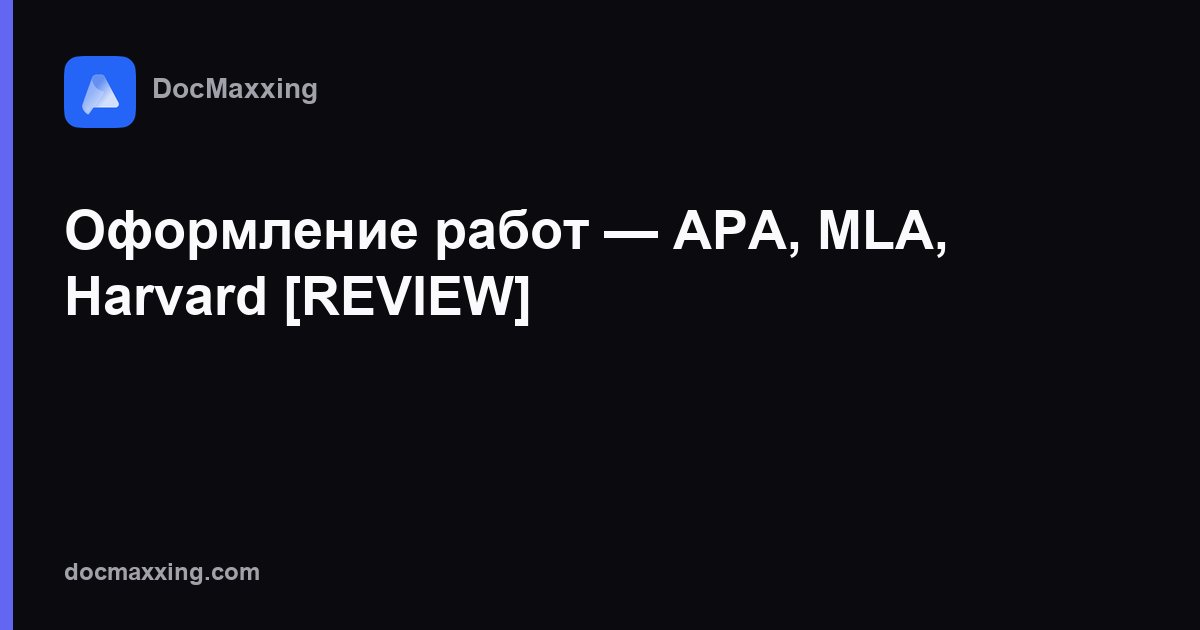 DocMaxxing
Оформление работ — APA, MLA,
Harvard [REVIEW]
docmaxxing.com